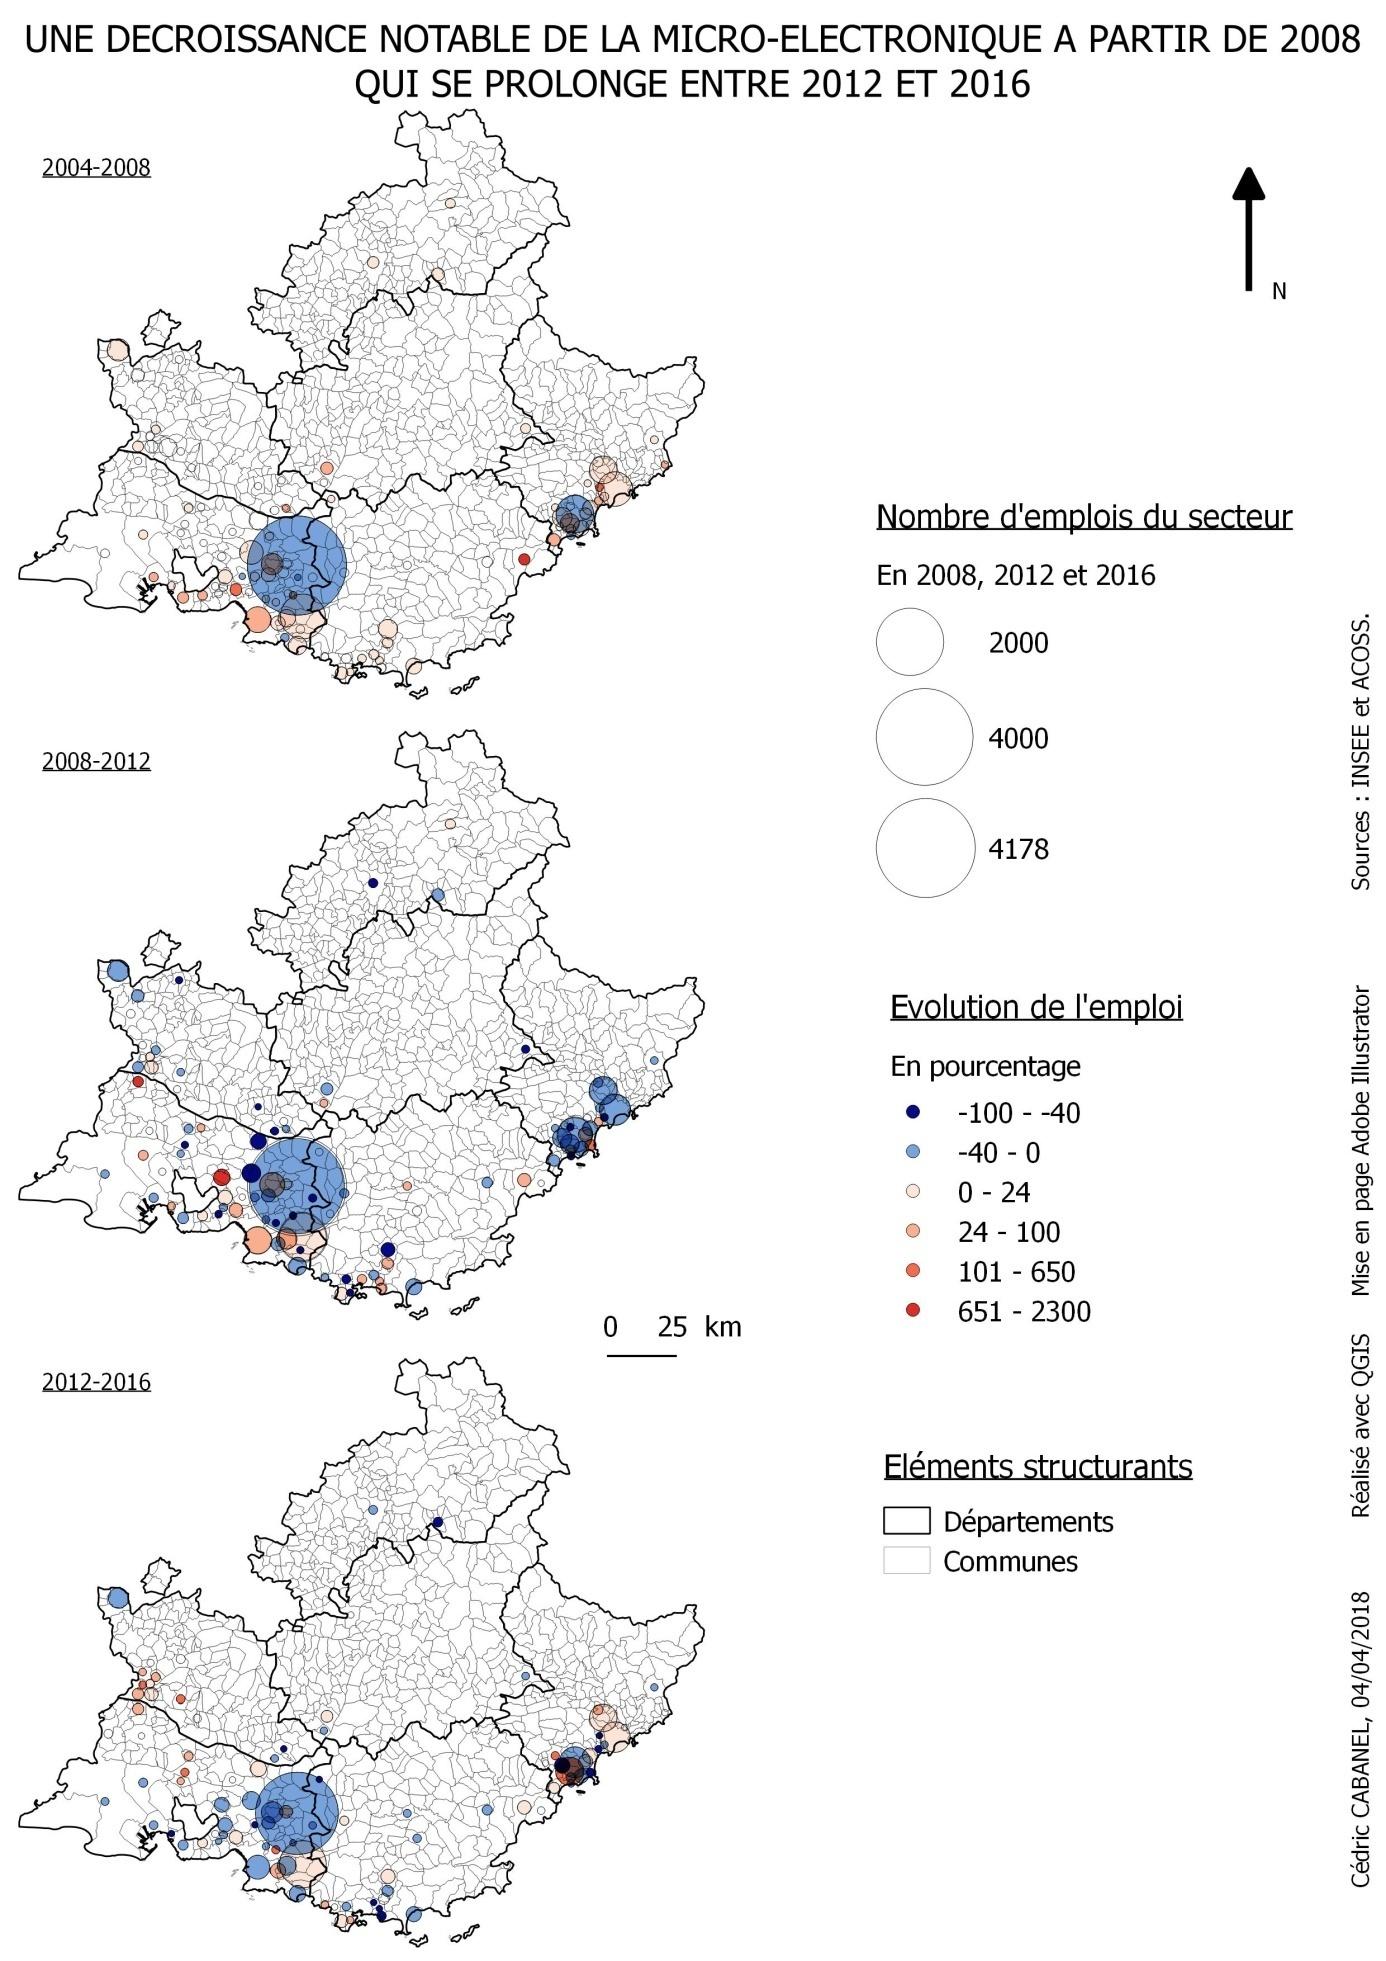 UNE DECROISSANCE NOTABLE DE LA MICRO-ELECTRONIQUE A PARTIR DE 2008
QUI SE PROLONGE ENTRE 2012 ET 2016
2004-2008
N
Nombre d'emplois du secteur
En 2008, 2012 et 2016
2000
4000
4178
2008-2012
Evolution de l'emploi
En pourcentage
-100 - -40
-40 - 0
0 - 24
24 - 100
101 - 650
651 - 2300
0 25 km
2012-2016
Eléments structurants
Départements
Communes
Cédric CABANEL, 04/04/2018 Réalisé avec QGIS Mise en page Adobe Illustrator Sources : INSEE et ACOSS.